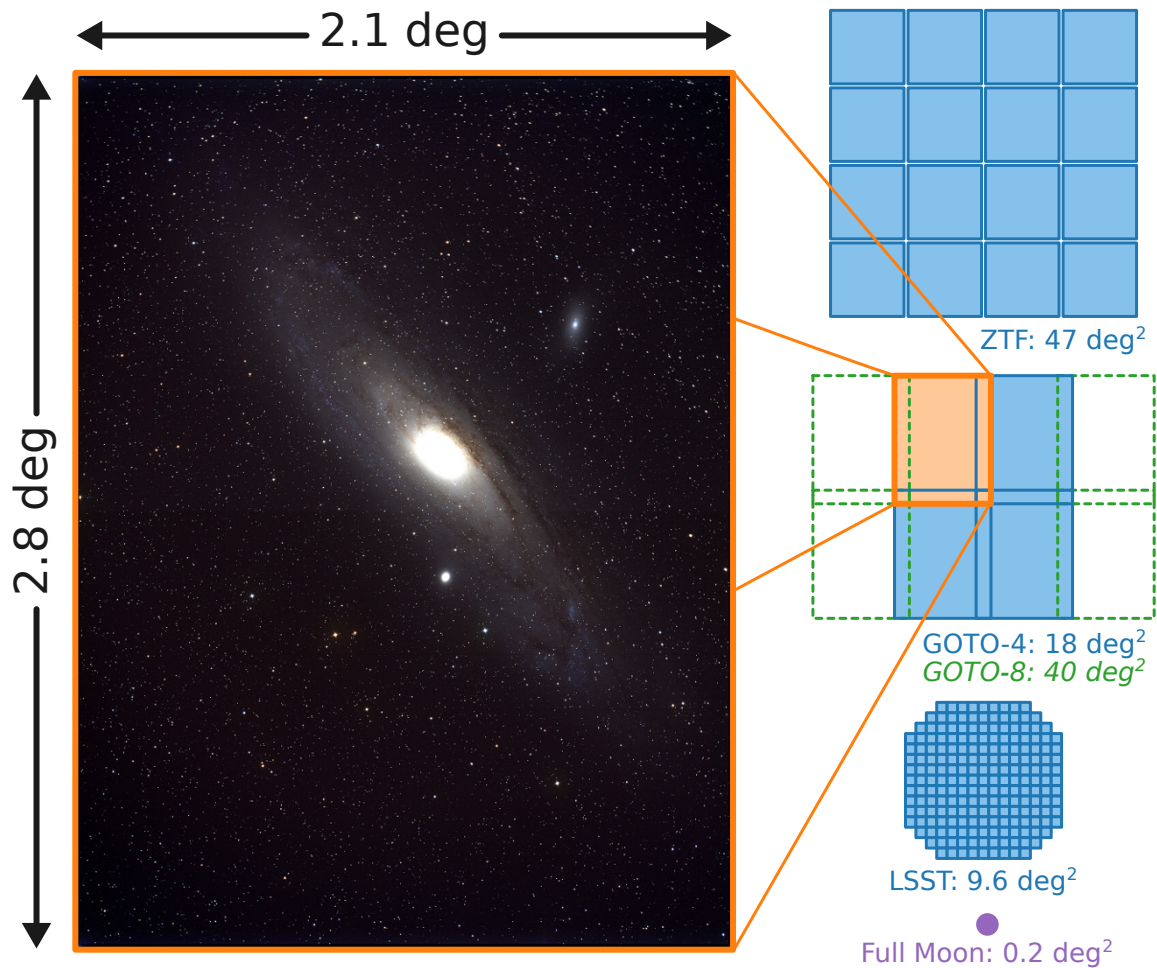 2.1 deg
2.8 deg
ZTF: 47 deg²
GOTO-4: 18 deg²
GOTO-8: 40 deg²
LSST: 9.6 deg²
Full Moon: 0.2 deg²